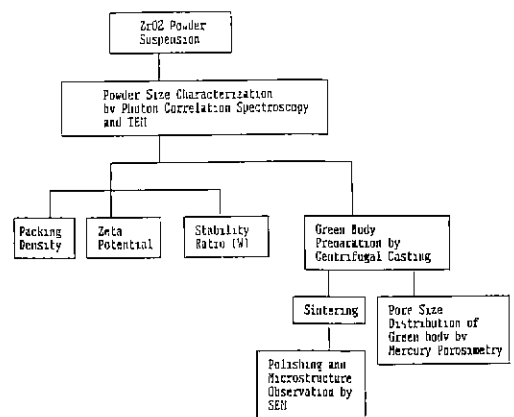 ZrO2 Powder
Suspension
Powder Size Characterization
by Photon Correlation Spectroscopy
and TEM
Packing
Density
Zeta
Potential
Stability
Ratio (W)
Green Body
Preparation by
Centrifugal Casting
Sintering
Pore Size
Distribution of
Green body by
Mercury Porosimetry
Polishing and
Microstructure
Observation by
SEM